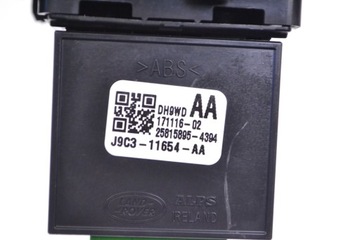 >ABS<
DH9WD AA
171116-02
25815895-4394
J9C3-11654-AA
LAND ROVER
ALPS
IRELAND